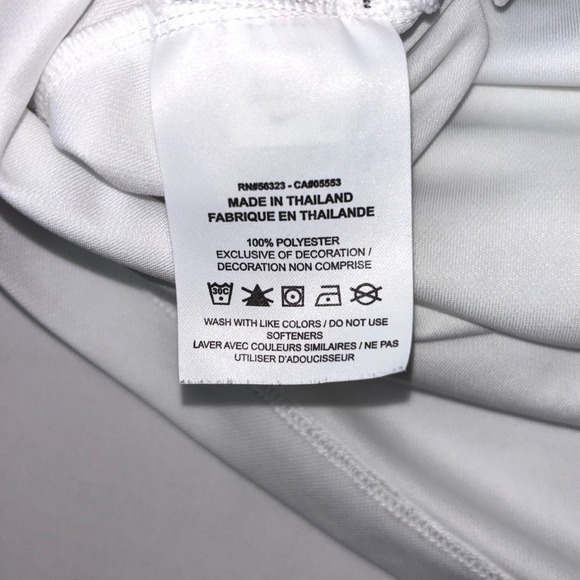 RN#56323 - CA#05553
MADE IN THAILAND
FABRIQUE EN THAILANDE
100% POLYESTER
EXCLUSIVE OF DECORATION /
DECORATION NON COMPRISE
30C
WASH WITH LIKE COLORS / DO NOT USE
SOFTENERS
LAVER AVEC COULEURS SIMILAIRES / NE PAS
UTILISER D'ADOUCISSEUR